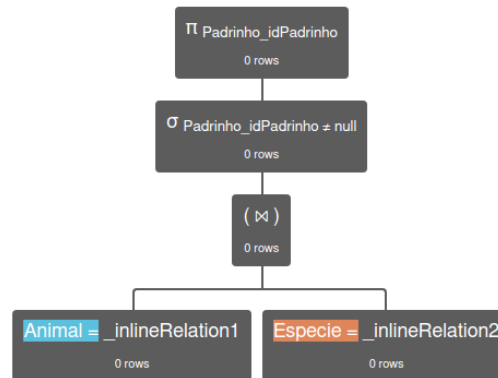 π Padrinho_idPadrinho
0 rows
σ Padrinho_idPadrinho ≠ null
0 rows
( ⋈ )
0 rows
Animal = _inlineRelation1
0 rows
Especie = _inlineRelation2
0 rows